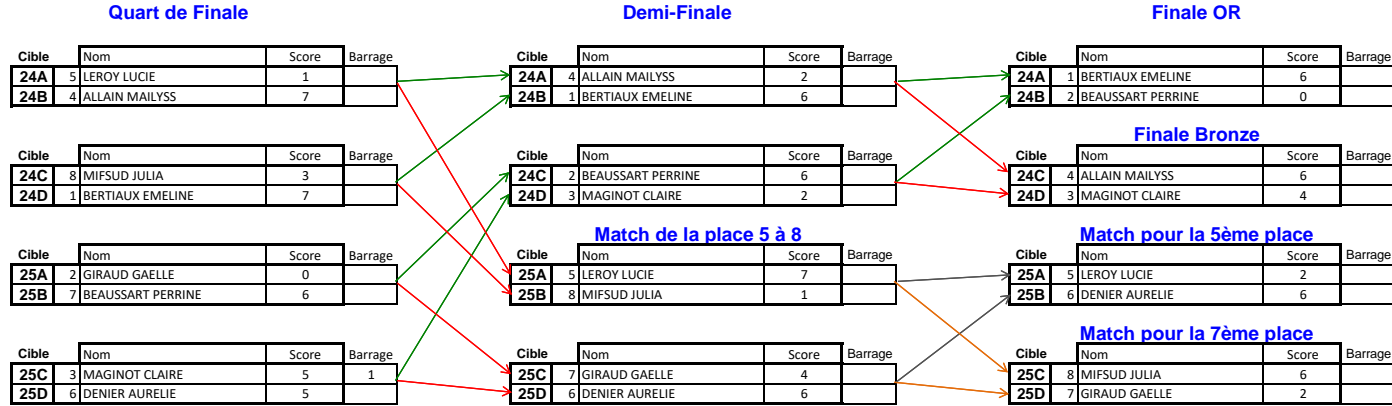 Quart de Finale Demi-Finale Finale OR
Cible Nom Score Barrage Cible Nom Score Barrage Cible Nom Score Barrage
24A 5 LEROY LUCIE 1 24A 4 ALLAIN MAILYSS 2 24A 1 BERTIAUX EMELINE 6
24B 4 ALLAIN MAILYSS 7 24B 1 BERTIAUX EMELINE 6 24B 2 BEAUSSART PERRINE 0
Finale Bronze
Cible Nom Score Barrage Cible Nom Score Barrage Cible Nom Score Barrage
24C 8 MIFSUD JULIA 3 24C 2 BEAUSSART PERRINE 6 24C 4 ALLAIN MAILYSS 6
24D 1 BERTIAUX EMELINE 7 24D 3 MAGINOT CLAIRE 2 24D 3 MAGINOT CLAIRE 4
Match de la place 5 à 8 Match pour la 5ème place
Cible Nom Score Barrage Cible Nom Score Barrage Cible Nom Score Barrage
25A 2 GIRAUD GAELLE 0 25A 5 LEROY LUCIE 7 25A 5 LEROY LUCIE 2
25B 7 BEAUSSART PERRINE 6 25B 8 MIFSUD JULIA 1 25B 6 DENIER AURELIE 6
Match pour la 7ème place
Cible Nom Score Barrage Cible Nom Score Barrage Cible Nom Score Barrage
25C 3 MAGINOT CLAIRE 5 1 25C 7 GIRAUD GAELLE 4 25C 8 MIFSUD JULIA 6
25D 6 DENIER AURELIE 5 25D 6 DENIER AURELIE 6 25D 7 GIRAUD GAELLE 2